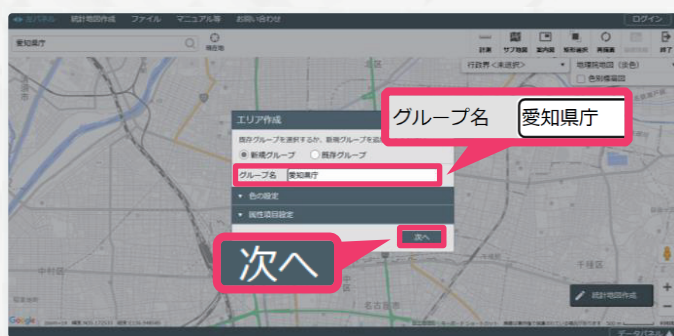 左パネル 統計地図作成 ファイル マニュアル等 お問い合わせ ログイン
愛知県庁 現在地 計測 サブ地図 案内図 矩形選択 再描画 終了
行政界<未選択> 地理院地図（淡色）
色別標高図
北区
エリア作成
既存グループを選択するか、新規グループを追
新規グループ 既存グループ
グループ名 愛知県庁
グループ名 愛知県庁
色の設定
属性項目設定
次へ
次へ
中村区
千種区
名古屋市
統計地図作成
Google
データパネル